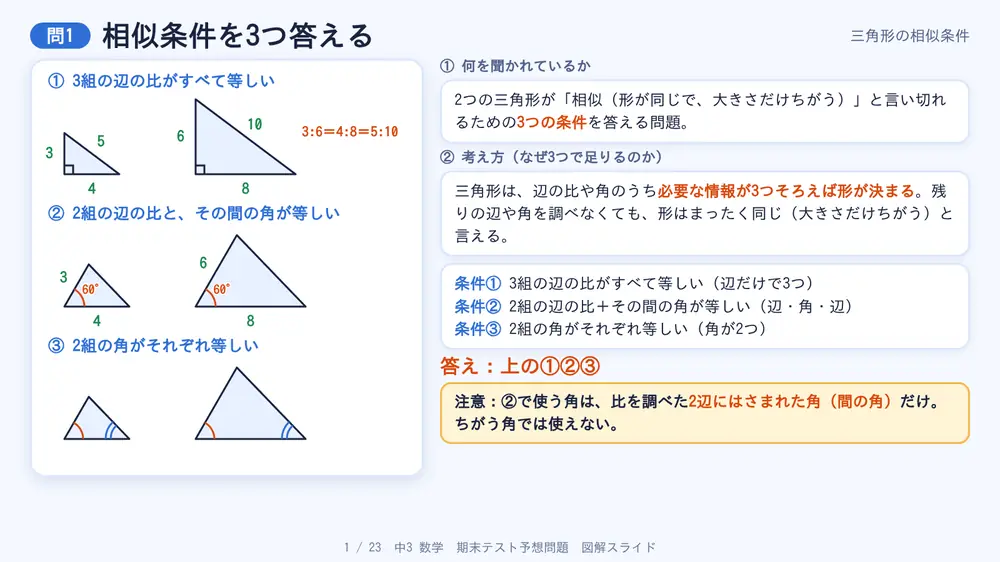 問1 相似条件を3つ答える
三角形の相似条件
① 3組の辺の比がすべて等しい
3
5
4
6
10
8
3:6=4:8=5:10
② 2組の辺の比と、その間の角が等しい
3
60°
4
6
60°
8
③ 2組の角がそれぞれ等しい
① 何を聞かれているか
2つの三角形が「相似（形が同じで、大きさだけちがう）」と言い切れ
るための3つの条件を答える問題。
② 考え方（なぜ3つで足りるのか）
三角形は、辺の比や角のうち必要な情報が3つそろえば形が決まる。残
りの辺や角を調べなくても、形はまったく同じ（大きさだけちがう）と
言える。
条件① 3組の辺の比がすべて等しい（辺だけで3つ）
条件② 2組の辺の比＋その間の角が等しい（辺・角・辺）
条件③ 2組の角がそれぞれ等しい（角が2つ）
答え：上の①②③
注意：②で使う角は、比を調べた2辺にはさまれた角（間の角）だけ。
ちがう角では使えない。
1 / 23 中3 数学 期末テスト予想問題 図解スライド